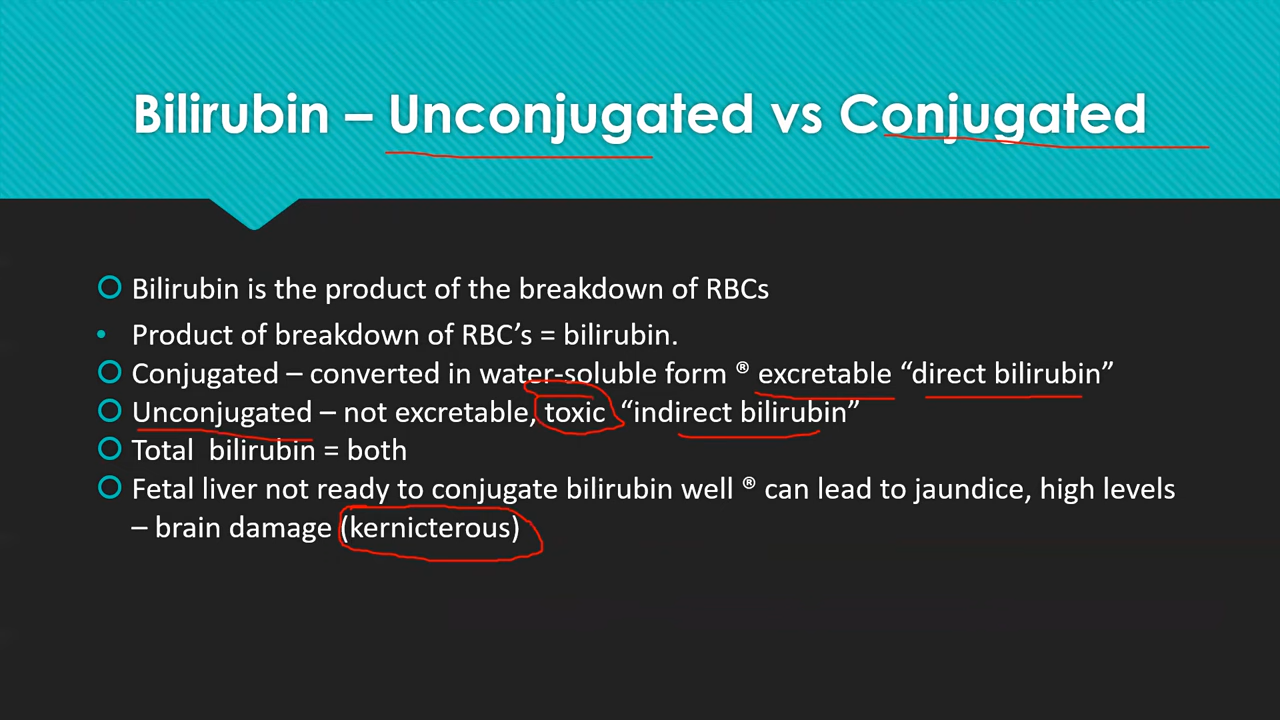 Bilirubin – Unconjugated vs Conjugated
Bilirubin is the product of the breakdown of RBCs
Product of breakdown of RBC’s = bilirubin.
Conjugated – converted in water-soluble form ® excretable “direct bilirubin”
Unconjugated – not excretable, toxic “indirect bilirubin”
Total bilirubin = both
Fetal liver not ready to conjugate bilirubin well ® can lead to jaundice, high levels
– brain damage (kernicterous)